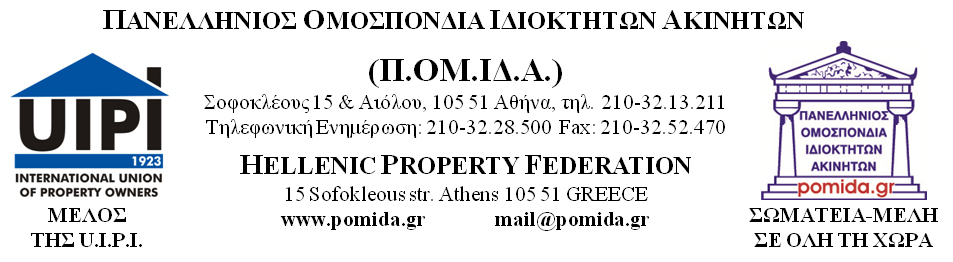 ΠΑΝΕΛΛΗΝΙΟΣ ΟΜΟΣΠΟΝΔΙΑ ΙΔΙΟΚΤΗΤΩΝ ΑΚΙΝΗΤΩΝ
(Π.ΟΜ.ΙΔ.Α.)
Σοφοκλέους 15 & Αιόλου, 105 51 Αθήνα, τηλ. 210-32.13.211
Τηλεφωνική Ενημέρωση: 210-32.28.500 Fax: 210-32.52.470
HELLENIC PROPERTY FEDERATION
15 Sofokleous str. Athens 105 51 GREECE
www.pomida.gr mail@pomida.gr
UIPI
1923
INTERNATIONAL UNION
OF PROPERTY OWNERS
ΜΕΛΟΣ
ΤΗΣ U.I.P.I.
ΠΑΝΕΛΛΗΝΙΟΣ
ΟΜΟΣΠΟΝΔΙΑ
ΙΔΙΟΚΤΗΤΩΝ
ΑΚΙΝΗΤΩΝ
pomida.gr
ΣΩΜΑΤΕΙΑ-ΜΕΛΗ
ΣΕ ΟΛΗ ΤΗ ΧΩΡΑ